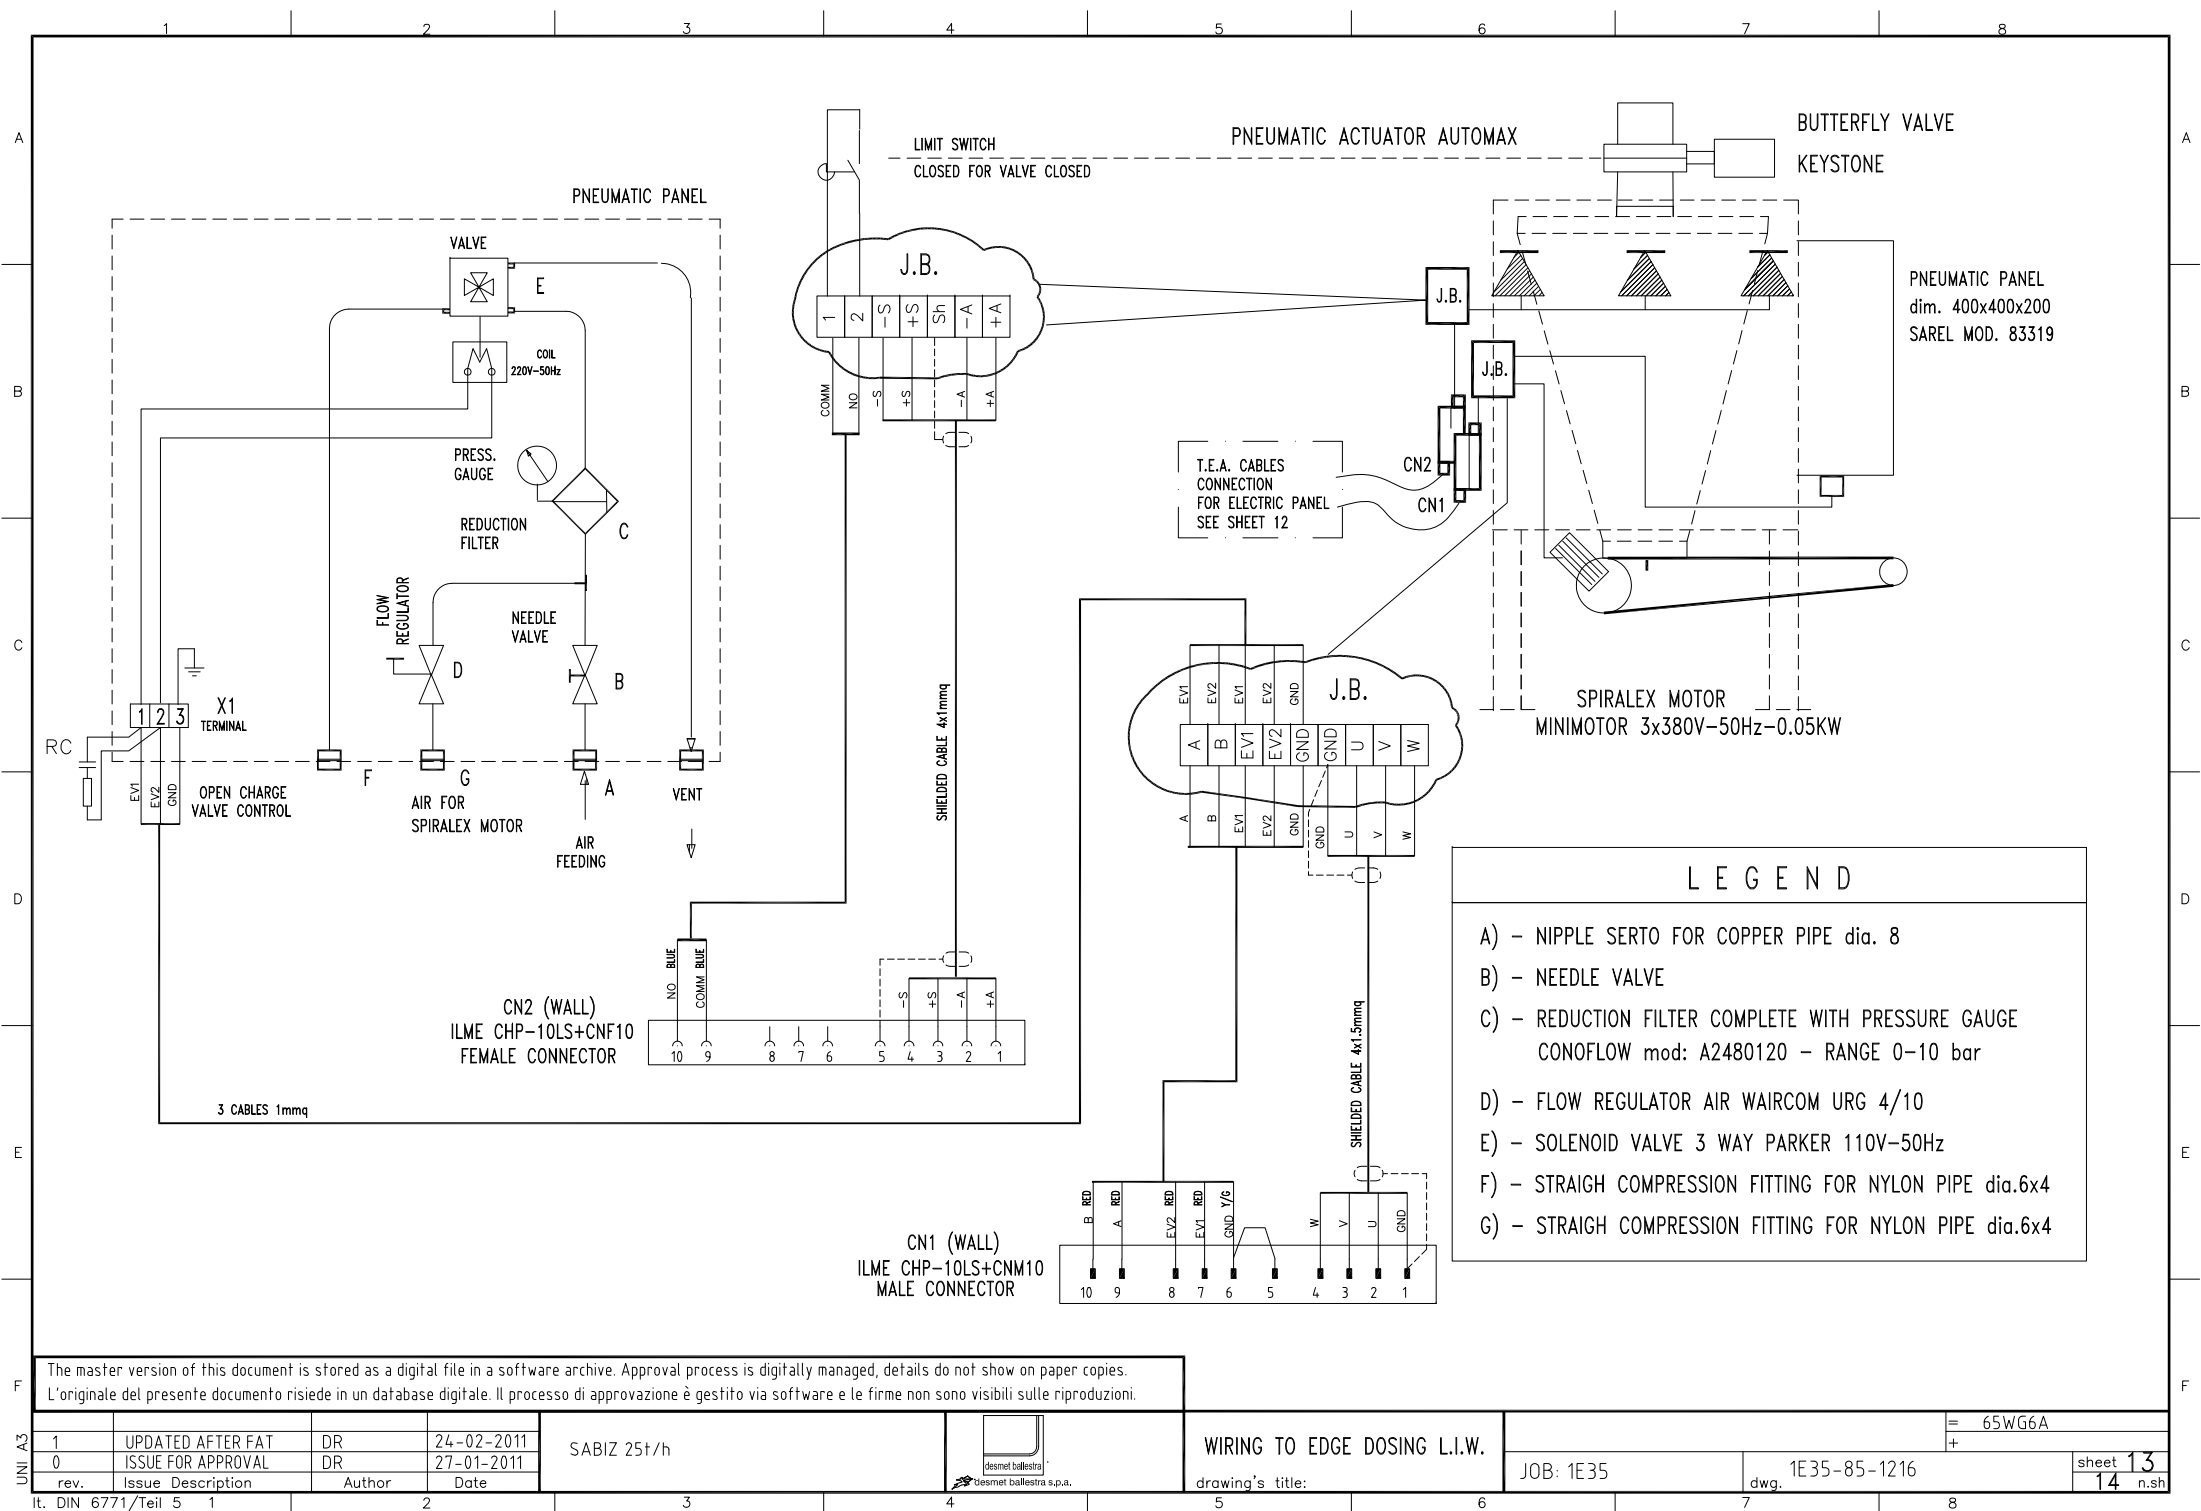 1 2 3 4 5 6 7 8
A
B
C
D
E
F
A
B
C
D
E
F
PNEUMATIC PANEL
VALVE
E
COIL
220V-50Hz
PRESS.
GAUGE
REDUCTION
FILTER
C
FLOW
REGULATOR
NEEDLE
VALVE
D
B
X1
TERMINAL
1 2 3
RC
EV1
EV2
GND
OPEN CHARGE
VALVE CONTROL
F
G
AIR FOR
SPIRALEX MOTOR
A
AIR
FEEDING
VENT
3 CABLES 1mmq
LIMIT SWITCH
CLOSED FOR VALVE CLOSED
J.B.
1 2 -S +S Sh -A +A
COMM NO -S +S -A +A
SHIELDED CABLE 4x1mmq
NO BLUE
COMM BLUE
-S +S -A +A
CN2 (WALL)
ILME CHP-10LS+CNF10
FEMALE CONNECTOR
10 9 8 7 6 5 4 3 2 1
PNEUMATIC ACTUATOR AUTOMAX
BUTTERFLY VALVE
KEYSTONE
J.B.
J.B.
PNEUMATIC PANEL
dim. 400x400x200
SAREL MOD. 83319
T.E.A. CABLES
CONNECTION
FOR ELECTRIC PANEL
SEE SHEET 12
CN2
CN1
SPIRALEX MOTOR
MINIMOTOR 3x380V-50Hz-0.05KW
EV1 EV2 EV1 EV2 GND
J.B.
A B EV1 EV2 GND GND U V W
A B EV1 EV2 GND GND U V W
SHIELDED CABLE 4x1.5mmq
B RED
A RED
EV2 RED
EV1 RED
GND Y/G
W V U GND
CN1 (WALL)
ILME CHP-10LS+CNM10
MALE CONNECTOR
10 9 8 7 6 5 4 3 2 1
LEGEND
A) - NIPPLE SERTO FOR COPPER PIPE dia. 8
B) - NEEDLE VALVE
C) - REDUCTION FILTER COMPLETE WITH PRESSURE GAUGE
CONOFLOW mod: A2480120 - RANGE 0-10 bar
D) - FLOW REGULATOR AIR WAIRCOM URG 4/10
E) - SOLENOID VALVE 3 WAY PARKER 110V-50Hz
F) - STRAIGH COMPRESSION FITTING FOR NYLON PIPE dia.6x4
G) - STRAIGH COMPRESSION FITTING FOR NYLON PIPE dia.6x4
The master version of this document is stored as a digital file in a software archive. Approval process is digitally managed, details do not show on paper copies.
L'originale del presente documento risiede in un database digitale. Il processo di approvazione è gestito via software e le firme non sono visibili sulle riproduzioni.
1 UPDATED AFTER FAT DR 24-02-2011
0 ISSUE FOR APPROVAL DR 27-01-2011
rev. Issue Description Author Date
SABIZ 25t/h
desmet ballestra
desmet ballestra s.p.a.
WIRING TO EDGE DOSING L.I.W.
drawing's title:
JOB: 1E35
dwg. 1E35-85-1216
= 65WG6A
+
sheet 13
14 n.sh
UNI A3
It. DIN 6771/Teil 5 1
2 3 4 5 6 7 8